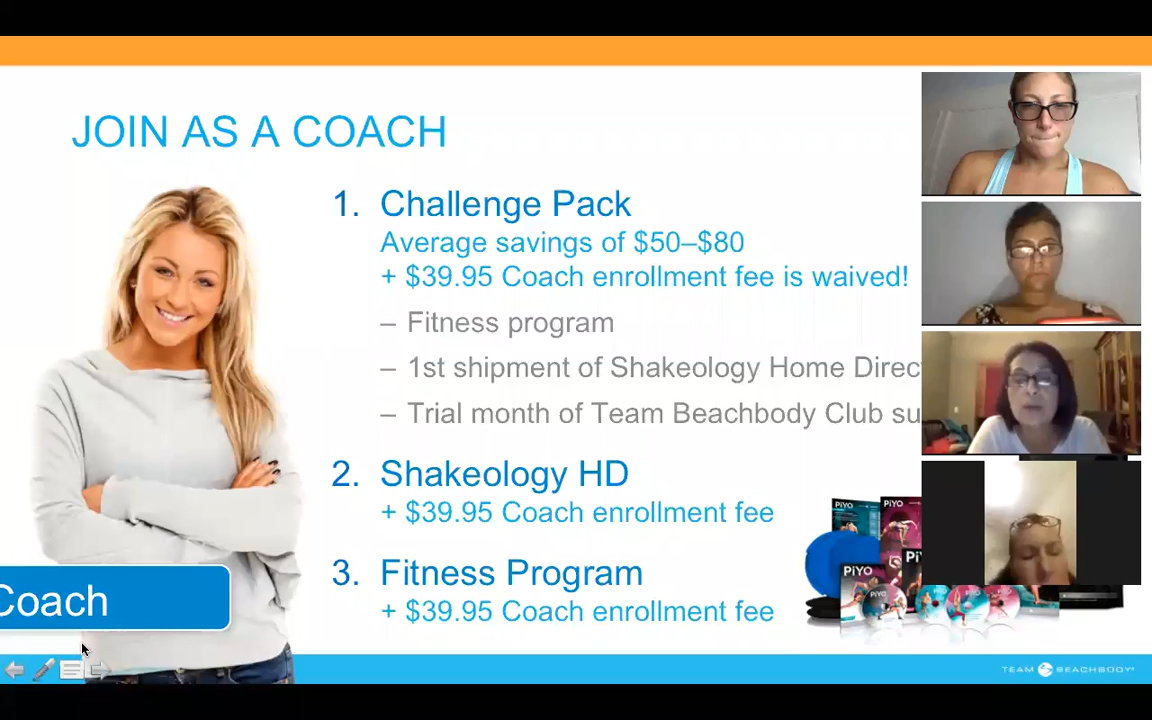 JOIN AS A COACH
1. Challenge Pack
Average savings of $50–$80
+ $39.95 Coach enrollment fee is waived!
– Fitness program
– 1st shipment of Shakeology Home Direc
– Trial month of Team Beachbody Club su
2. Shakeology HD
+ $39.95 Coach enrollment fee
3. Fitness Program
+ $39.95 Coach enrollment fee
Coach
PiYO
PiYO
PiYO
PiYO
TEAM BEACHBODY